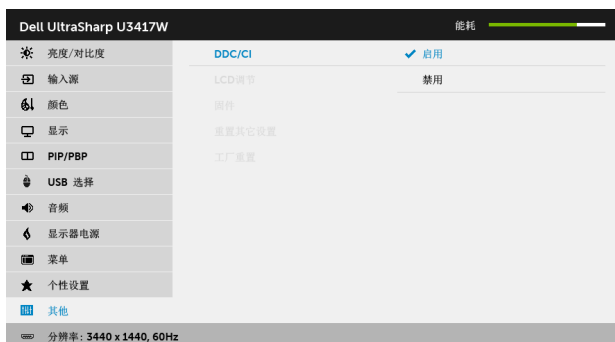 Dell UltraSharp U3417W 能耗
亮度/对比度 DDC/CI 启用
输入源 LCD调节 禁用
颜色 固件
显示 重置其它设置
PIP/PBP 工厂重置
USB 选择
音频
显示器电源
菜单
个性设置
其他
分辨率: 3440 x 1440, 60Hz